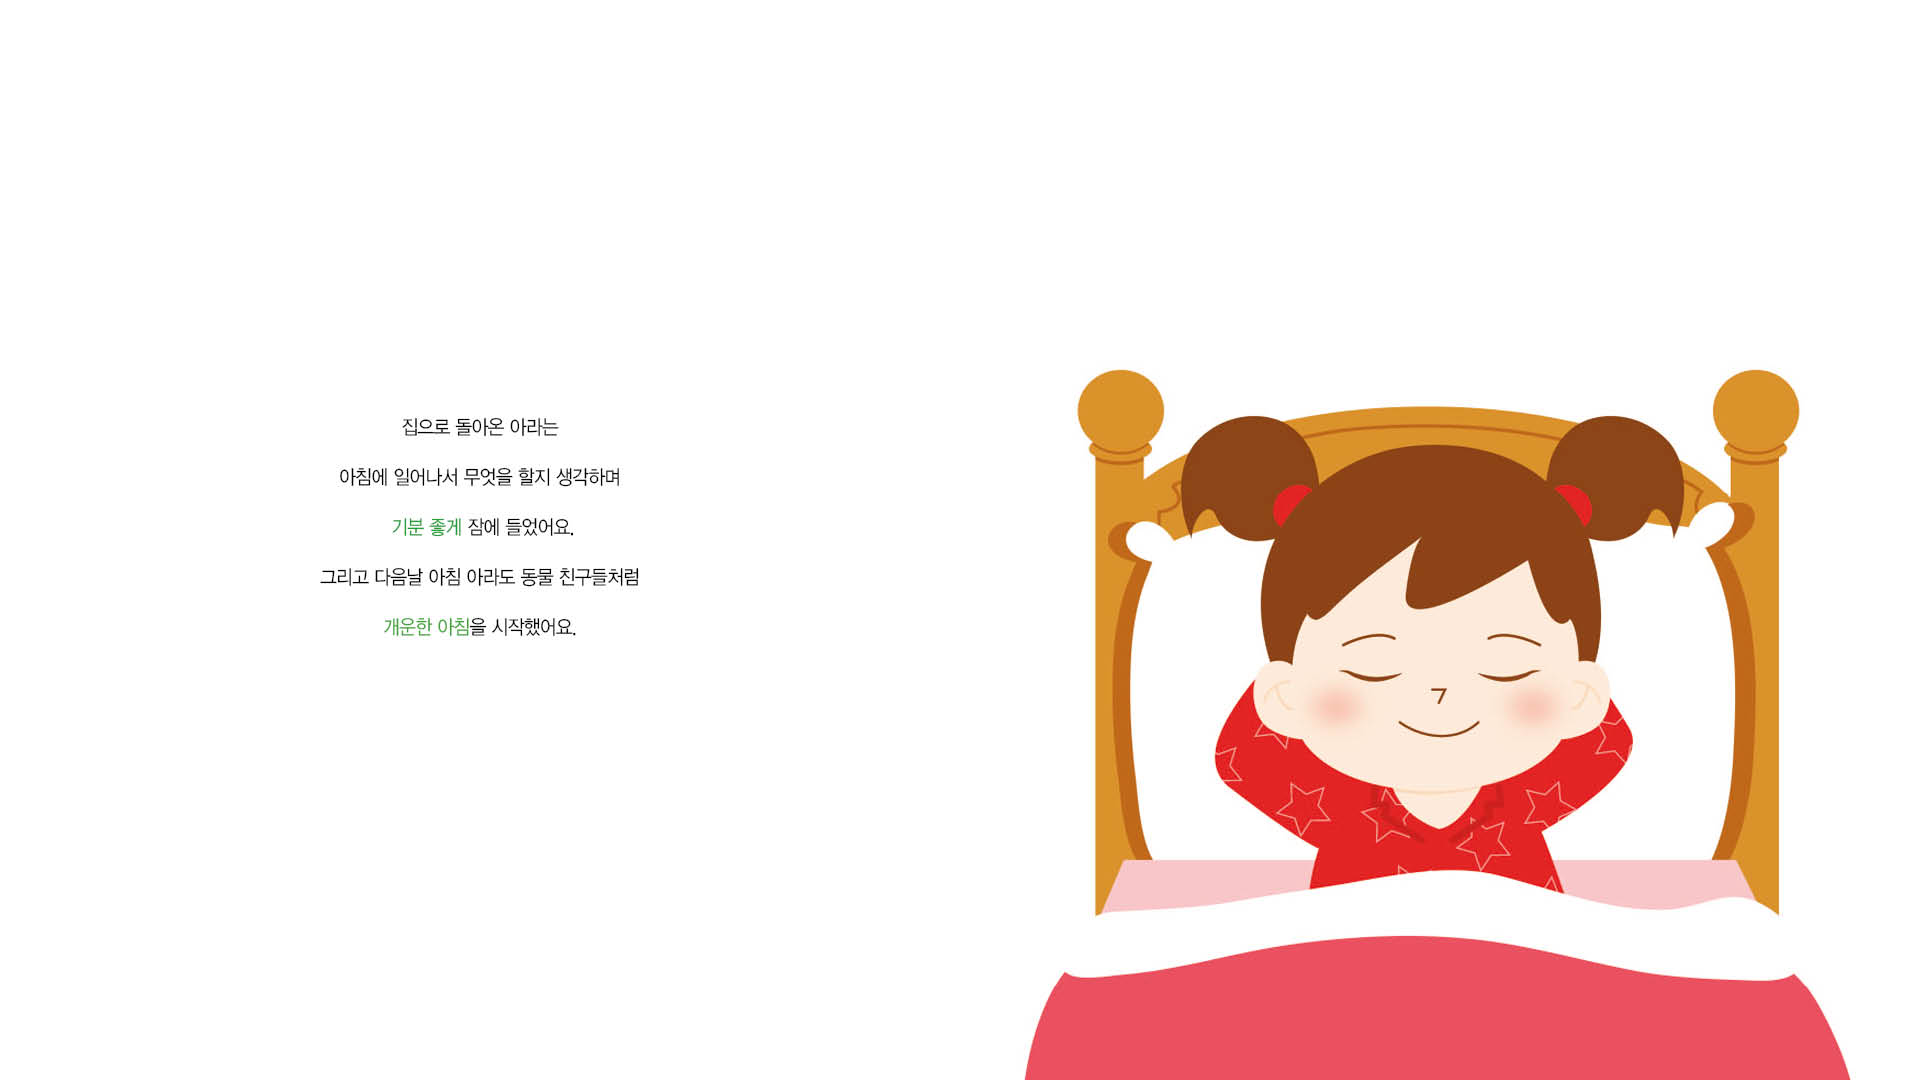 집으로 돌아온 아라는
아침에 일어나서 무엇을 할지 생각하며
기분 좋게 잠에 들었어요.
그리고 다음날 아침 아라도 동물 친구들처럼
개운한 아침을 시작했어요.